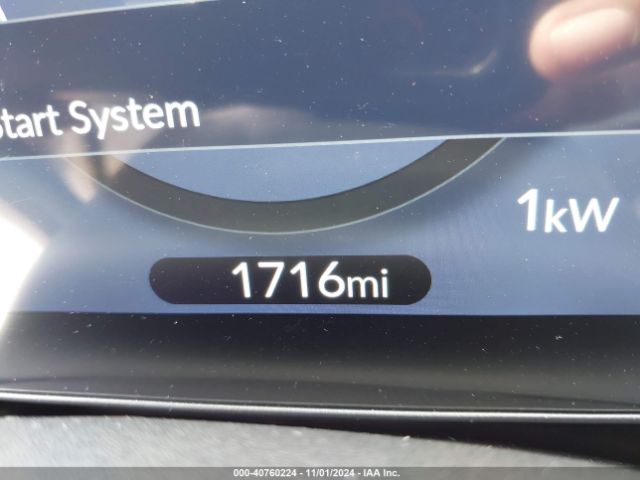 Start System
1kW
1716mi
000-40760224 - 11/01/2024 - IAA Inc.